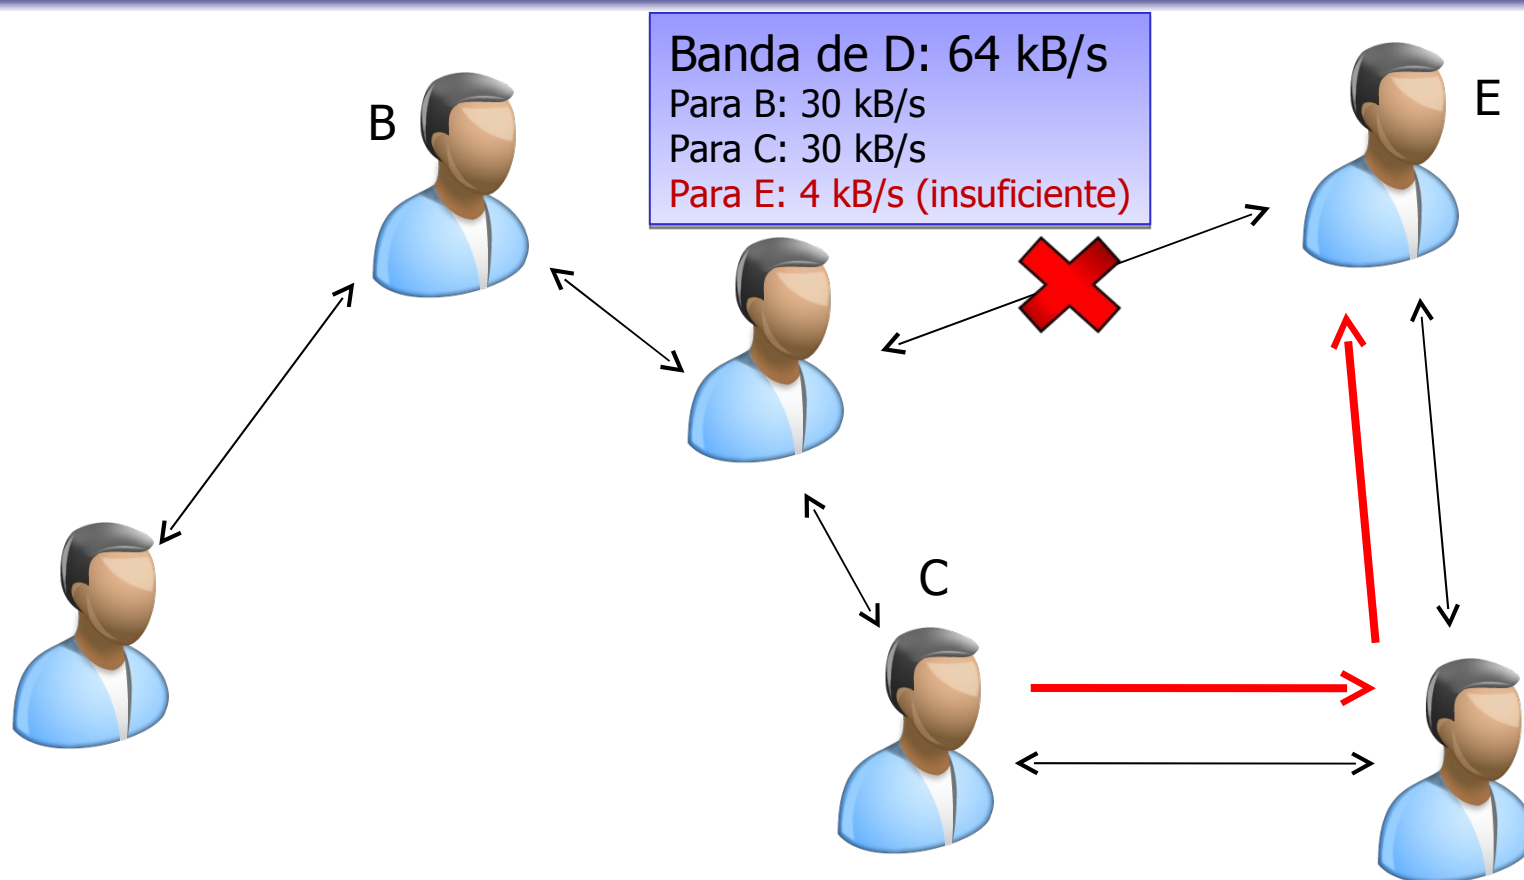 Banda de D: 64 kB/s
Para B: 30 kB/s
Para C: 30 kB/s
Para E: 4 kB/s (insuficiente)
B
E
C